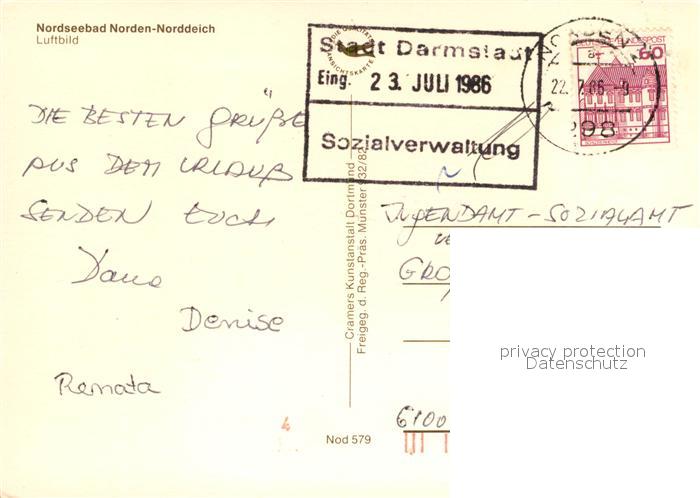 Nordseebad Norden-Norddeich
Luftbild
DIE BESTEN GRÜßE
AUS DEM URLAUB
SENDEN EUCH
Denise
Renata
Cramers Kunstanstalt Dortmund
Freigeg. d. Reg.-Präs. Münster
Nod 579
Stadt Darmstadt
Eing. 23. JULI 1986
Sozialverwaltung
22.7.86-9
298
60
JUGENDAMT-SOZIALAMT
GRO
6100
privacy protection
Datenschutz